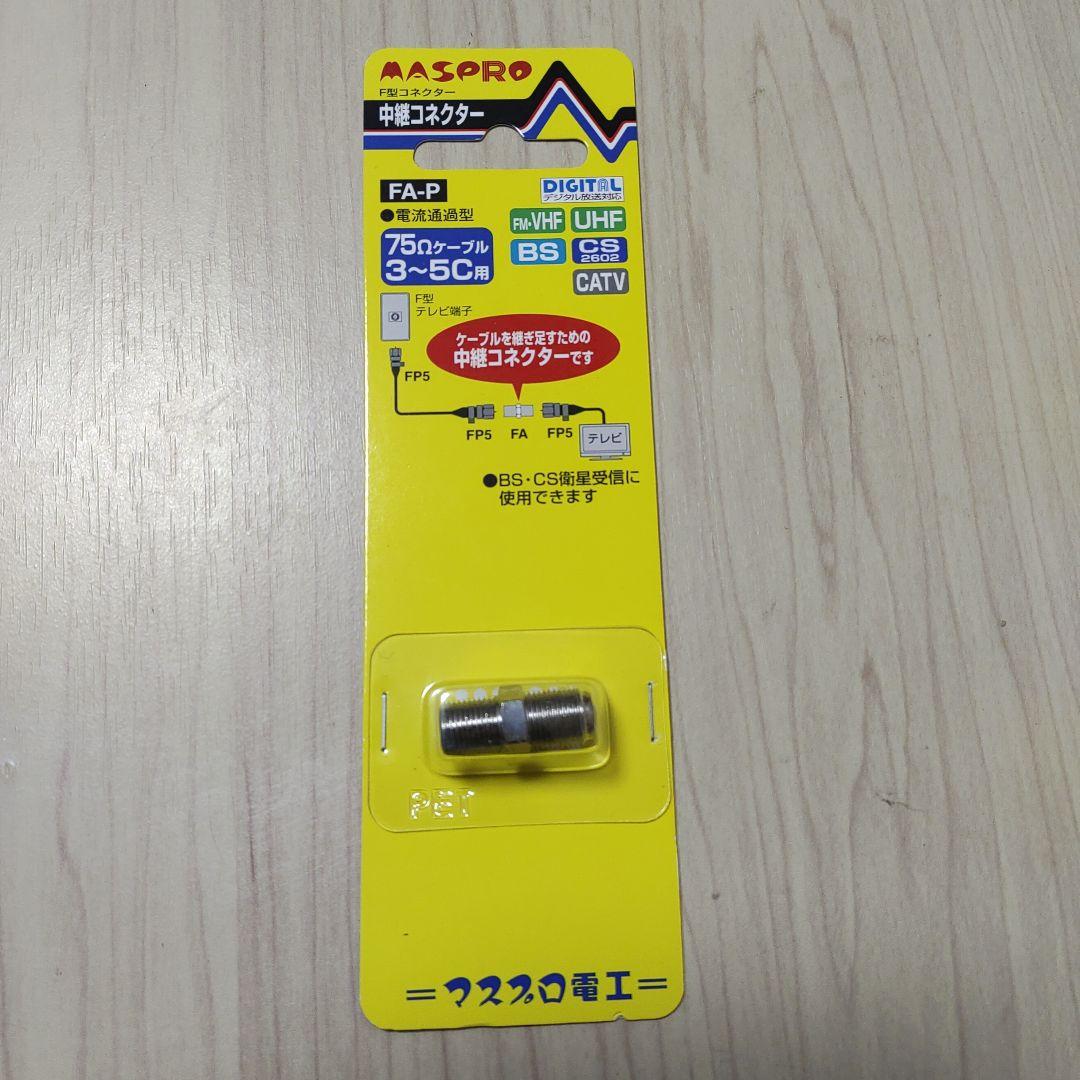 MASPRO
F型コネクター
中継コネクター
FA-P
●電流通過型
75Ωケーブル
3～5C用
DIGITAL
デジタル放送対応
FM・VHF UHF
BS CS
2602
CATV
F型
テレビ端子
ケーブルを継ぎ足すための
中継コネクターです
FP5
FP5 FA FP5
テレビ
●BS・CS衛星受信に
使用できます
PET
=マスプロ電工=